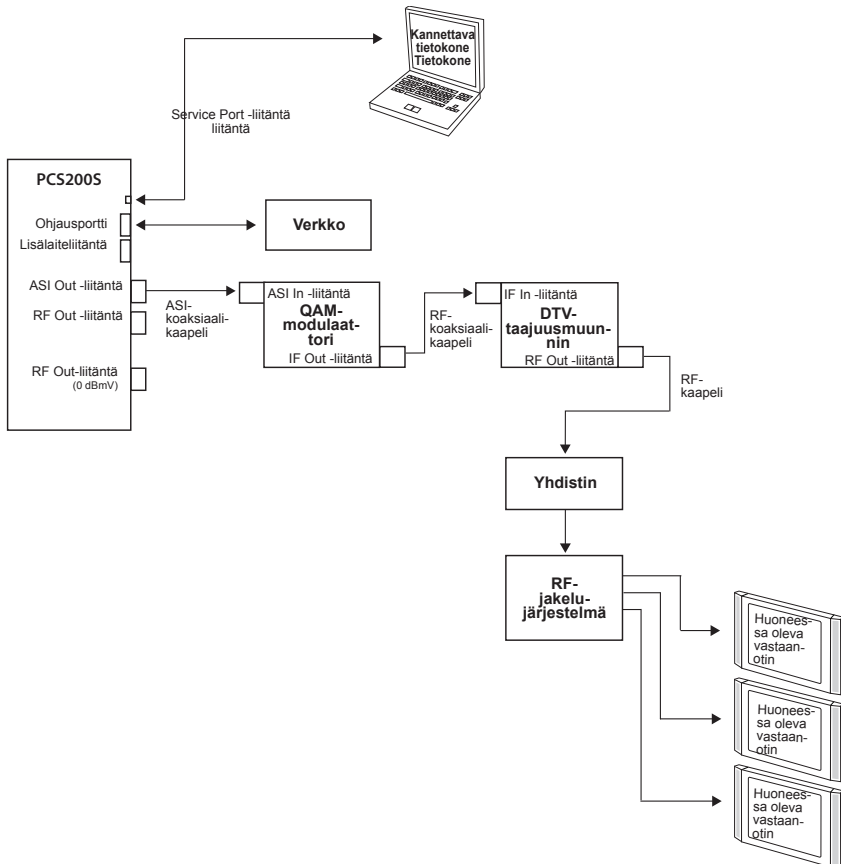 Kannettava
tietokone
Tietokone
Service Port -liitäntä
liitäntä
PCS200S
Ohjausportti
Lisälaiteliitäntä
ASI Out -liitäntä
RF Out -liitäntä
RF Out-liitäntä
(0 dBmV)
Verkko
ASI-
koaksiaali-
kaapeli
ASI In -liitäntä
QAM-
modulaat-
tori
IF Out -liitäntä
RF-
koaksiaali-
kaapeli
IF In -liitäntä
DTV-
taajuusmuun-
nin
RF Out -liitäntä
RF-
kaapeli
Yhdistin
RF-
jakelu-
järjestelmä
Huonees-
sa oleva
vastaan-
otin
Huonees-
sa oleva
vastaan-
otin
Huonees-
sa oleva
vastaan-
otin